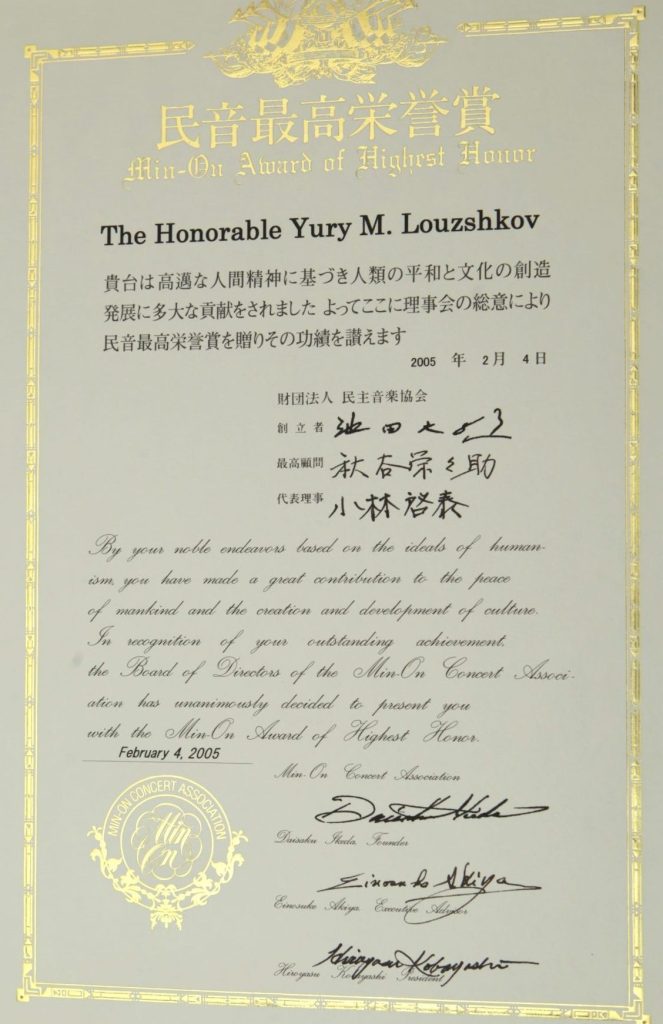 民音最高栄誉賞
Min-On Award of Highest Honor
The Honorable Yury M. Louzshkov
貴台は高邁な人間精神に基づき人類の平和と文化の創造
発展に多大な貢献をされました よってここに理事会の総意により
民音最高栄誉賞を贈りその功績を讃えます
2005 年 2月 4日
財団法人 民主音楽協会
創立者 池田大作
最高顧問 秋谷栄之助
代表理事 小林啓泰
By your noble endeavors based on the ideals of human-
ism, you have made a great contribution to the peace
of mankind and the creation and development of culture.
In recognition of your outstanding achievement,
the Board of Directors of the Min-On Concert Associ-
ation has unanimously decided to present you
with the Min-On Award of Highest Honor.
February 4, 2005
Min-On Concert Association
Daisaku Ikeda
Daisaku Ikeda, Founder
Einosuke Akiya
Einosuke Akiya, Executive Advisor
Hiroyasu Kobayashi
Hiroyasu Kobayashi President
MIN-ON CONCERT ASSOCIATION
Min
On